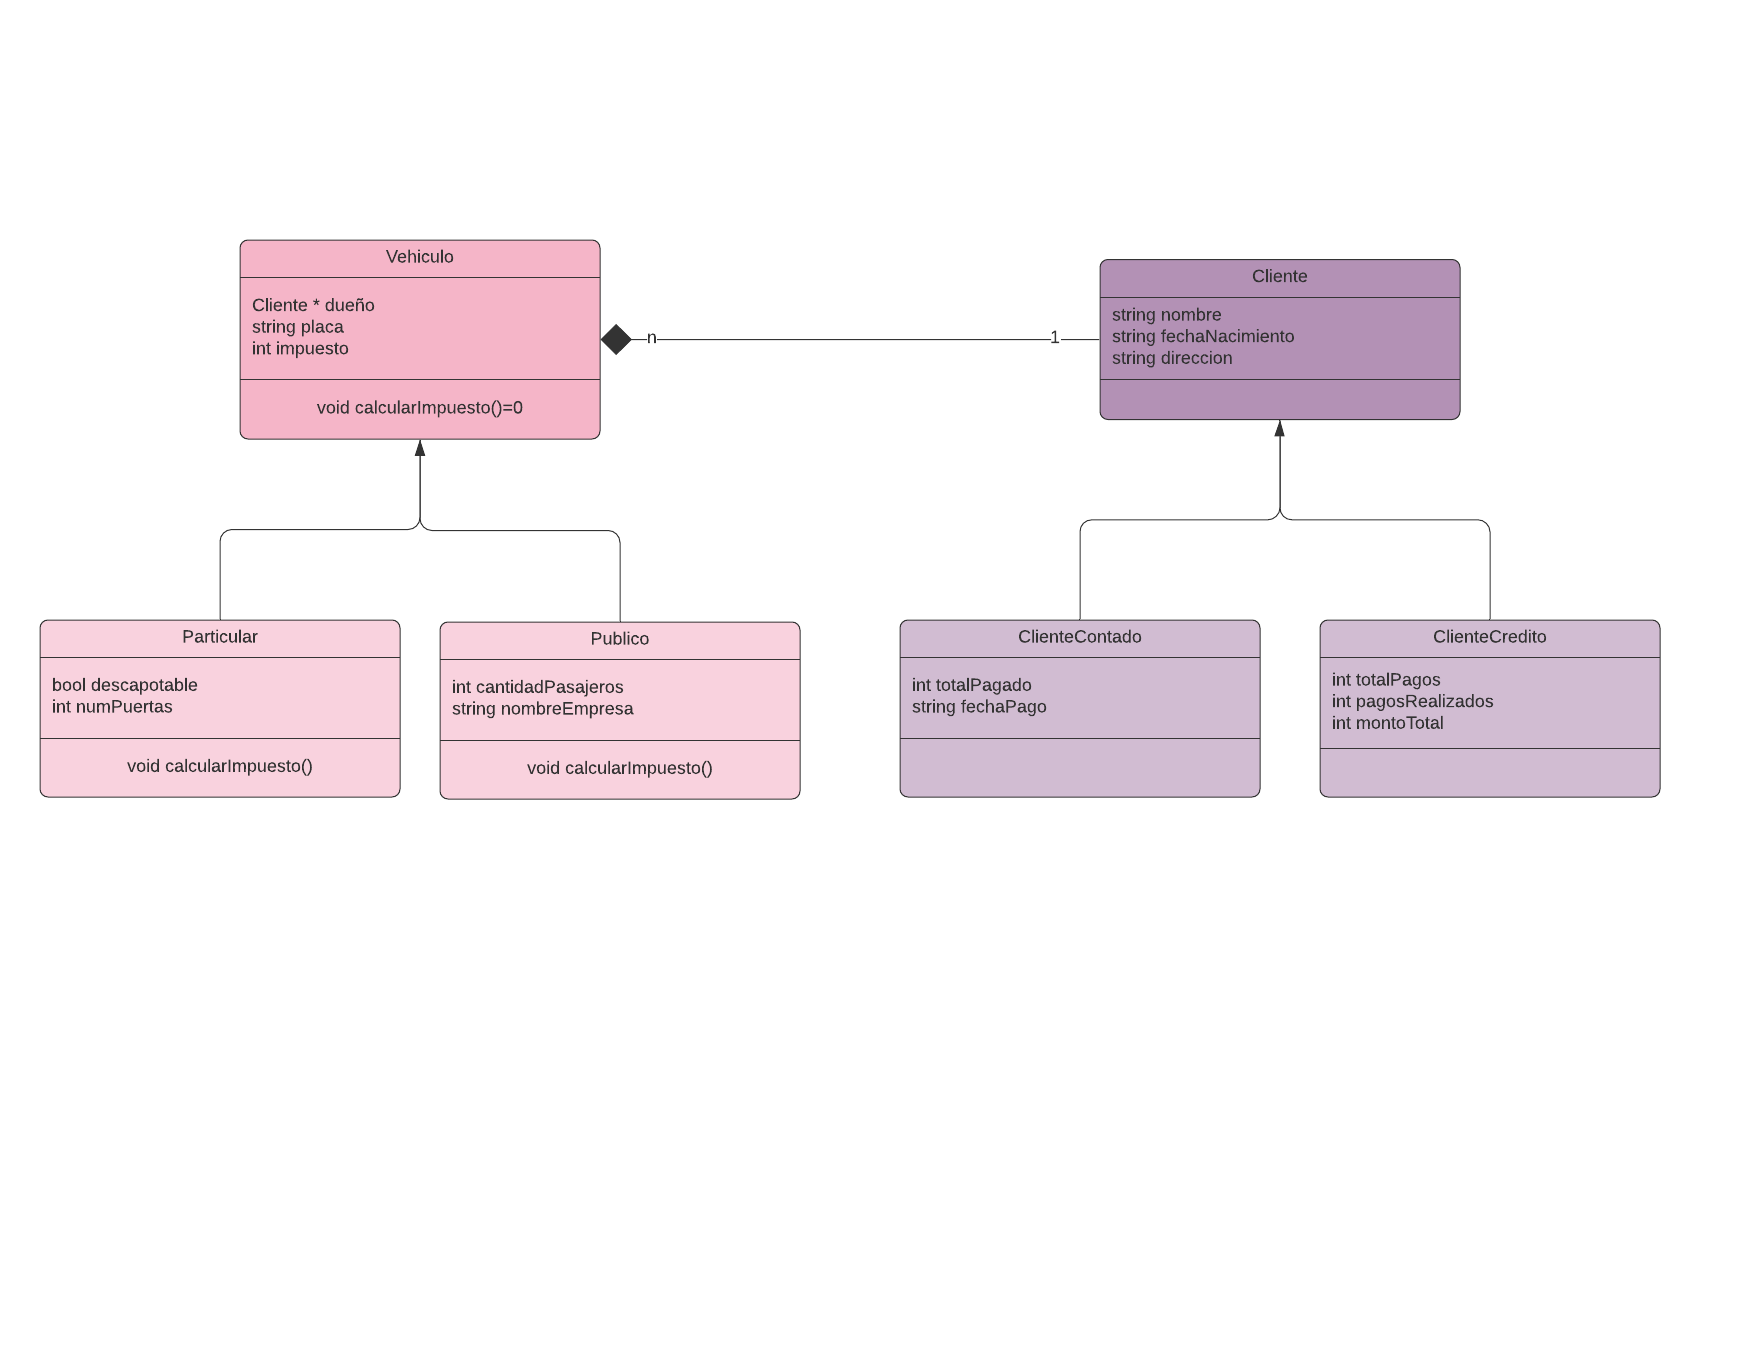 Vehiculo
Cliente * dueño
string placa
int impuesto
void calcularImpuesto()=0
n
1
Cliente
string nombre
string fechaNacimiento
string direccion
Particular
bool descapotable
int numPuertas
void calcularImpuesto()
Publico
int cantidadPasajeros
string nombreEmpresa
void calcularImpuesto()
ClienteContado
int totalPagado
string fechaPago
ClienteCredito
int totalPagos
int pagosRealizados
int montoTotal